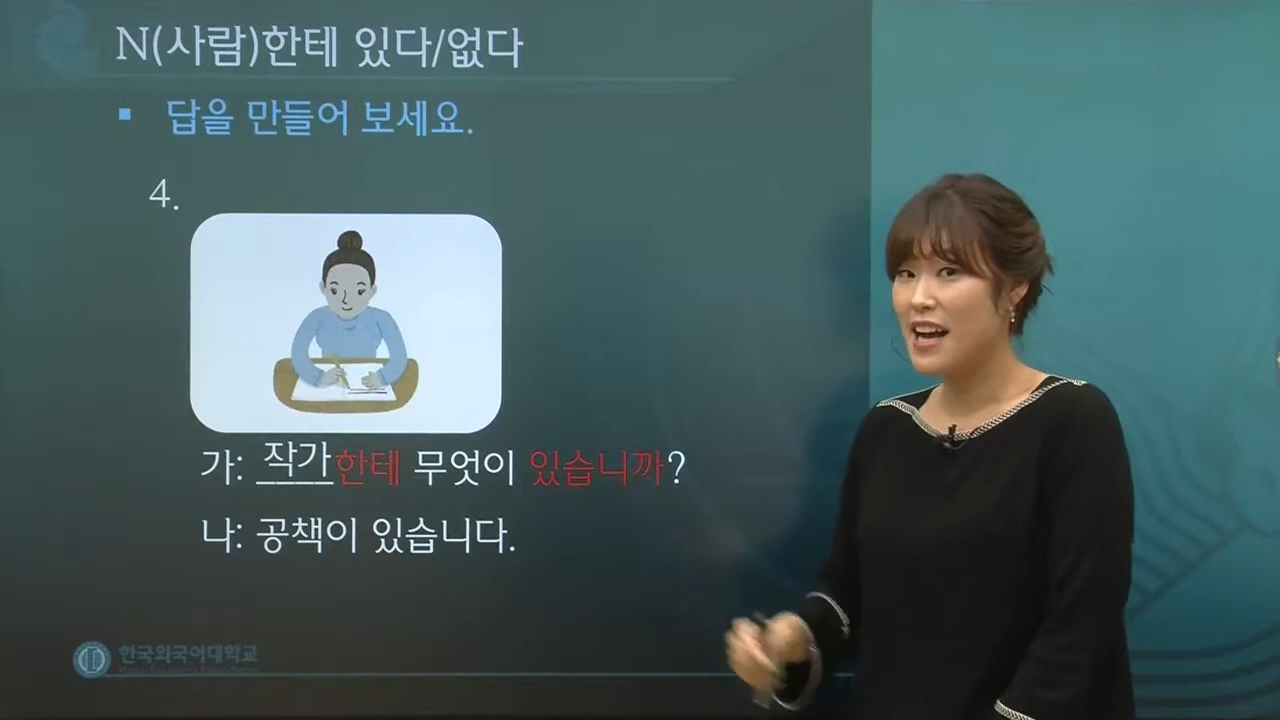 N(사람)한테 있다/없다
▪ 답을 만들어 보세요.
4.
가: 작가한테 무엇이 있습니까?
나: 공책이 있습니다.
한국외국어대학교